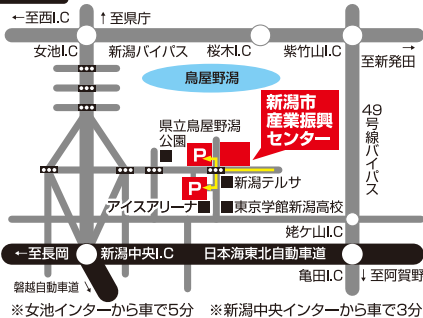 ←至西I.C
↑至県庁
女池I.C
新潟バイパス
桜木I.C
紫竹山I.C
→
至新発田
鳥屋野潟
新潟市
産業振興
センター
49号線バイパス
県立鳥屋野潟
公園
P
P
新潟テルサ
アイスアリーナ
東京学館新潟高校
姥ケ山I.C
←至長岡
新潟中央I.C
日本海東北自動車道
磐越自動車道↓
亀田I.C
↓至阿賀野
※女池インターから車で5分
※新潟中央インターから車で3分